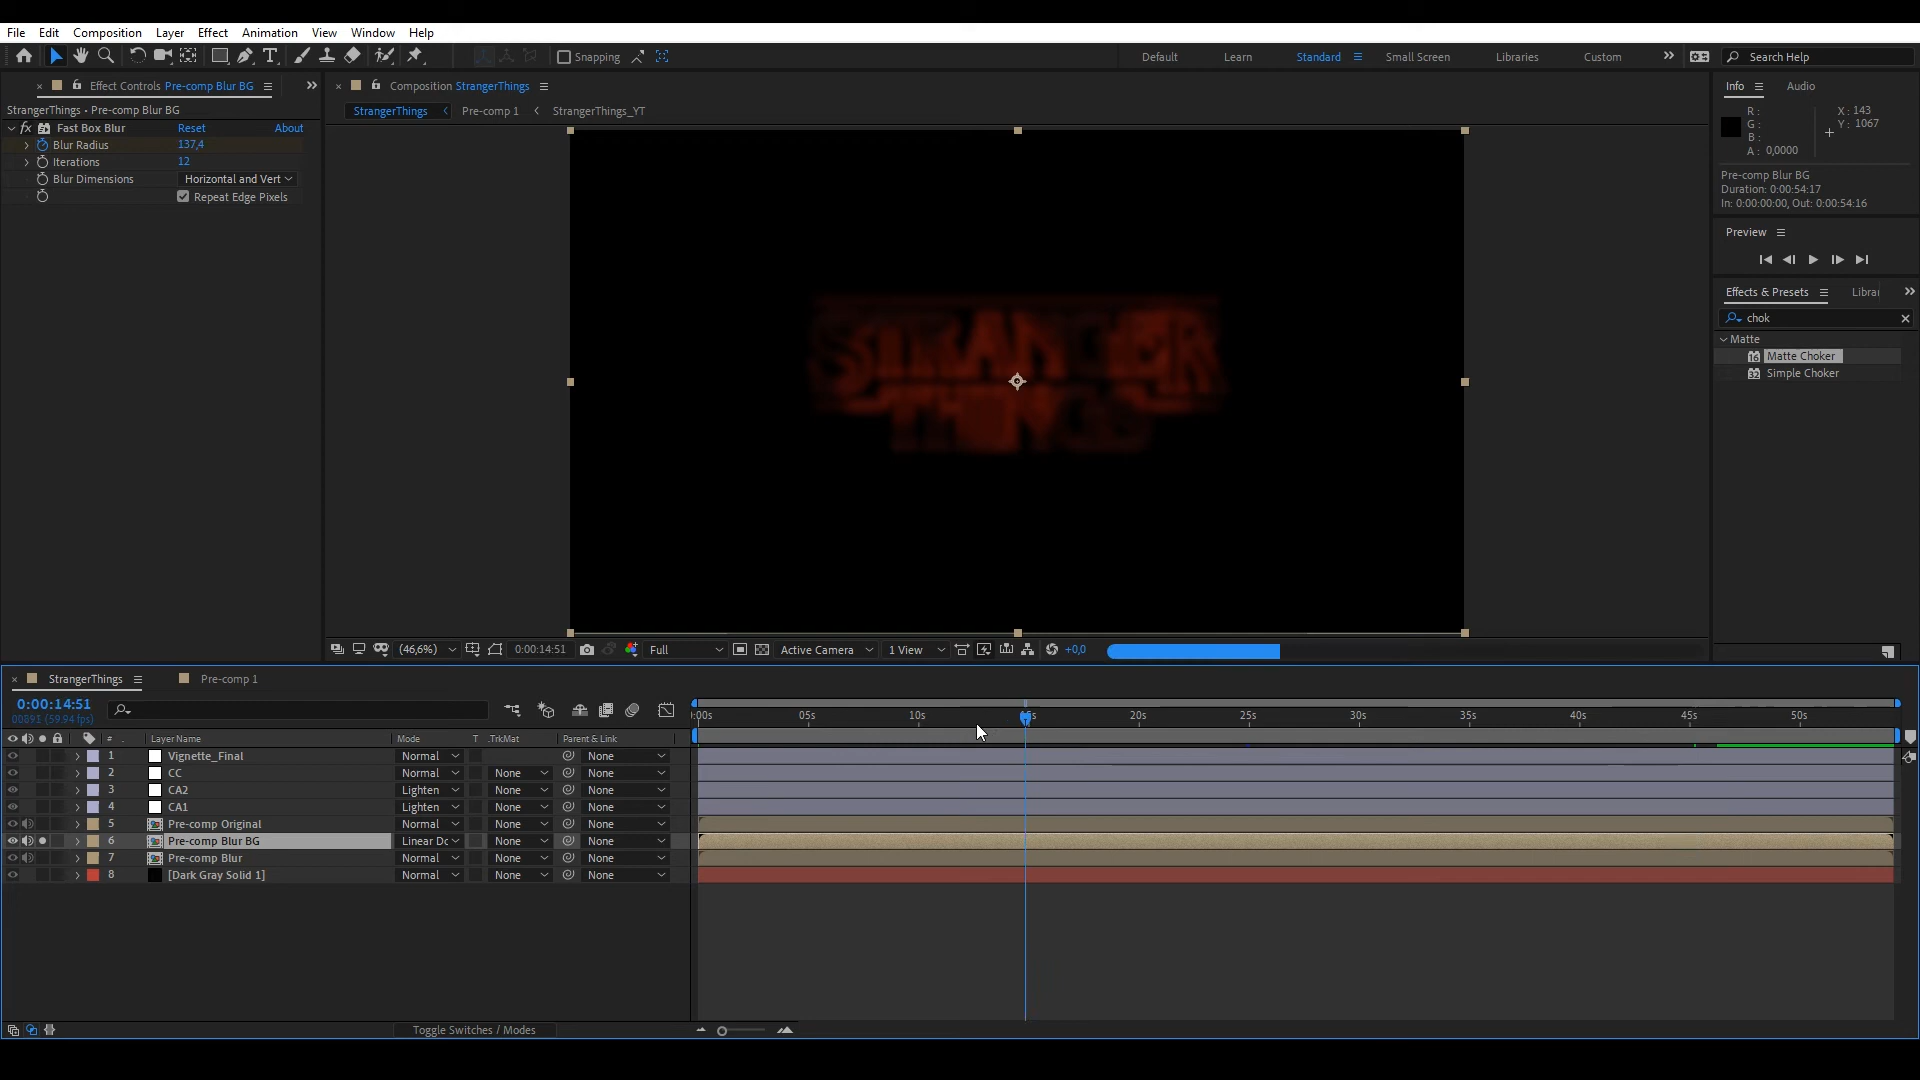 File Edit Composition Layer Effect Animation View Window Help
Snapping
Default Learn Standard Small Screen Libraries Custom
Search Help
Effect Controls Pre-comp Blur BG
StrangerThings • Pre-comp Blur BG
fx Fast Box Blur Reset About
Blur Radius 137,4
Iterations 12
Blur Dimensions Horizontal and Vert
Repeat Edge Pixels
Composition StrangerThings
StrangerThings Pre-comp 1 StrangerThings_YT
STRANGER
THINGS
(46,6%) 0:00:14:51 Full Active Camera 1 View +0,0
Info Audio
R :
G :
B :
A : 0,0000
X : 143
Y : 1067
Pre-comp Blur BG
Duration: 0:00:54:17
In: 0:00:00:00, Out: 0:00:54:16
Preview
Effects & Presets Librar
chok
Matte
Matte Choker
Simple Choker
StrangerThings Pre-comp 1
0:00:14:51
00891 (59.94 fps)
:00s 05s 10s 20s 25s 30s 35s 40s 45s 50s
# Layer Name Mode T .TrkMat Parent & Link
1 Vignette_Final Normal None
2 CC Normal None None
3 CA2 Lighten None None
4 CA1 Lighten None None
5 Pre-comp Original Normal None None
6 Pre-comp Blur BG Linear Dc None None
7 Pre-comp Blur Normal None None
8 [Dark Gray Solid 1] Normal None None
Toggle Switches / Modes